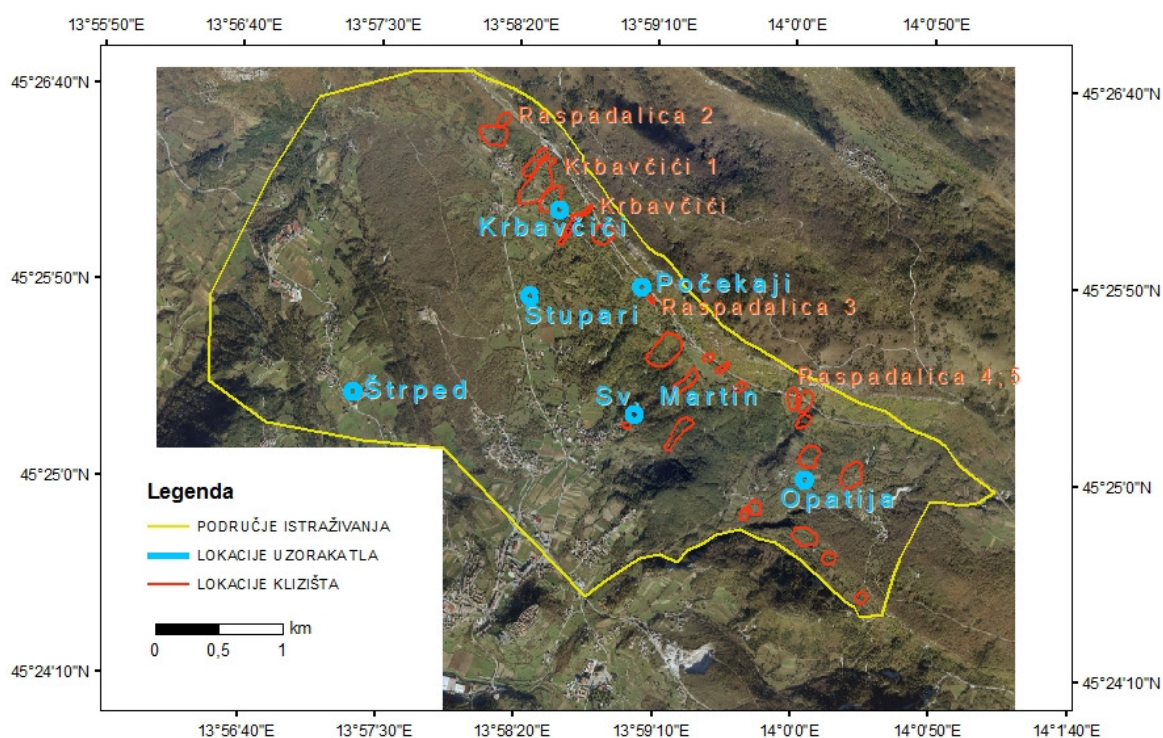 13°55'50"E 13°56'40"E 13°57'30"E 13°58'20"E 13°59'10"E 14°0'0"E 14°0'50"E
45°26'40"N 45°26'40"N
Raspadalica 2
Krbavčići 1
Krbavčići
Krbavčići
45°25'50"N Počekaji 45°25'50"N
Stupari Raspadalica 3
Raspadalica 4,5
Štrped Sv. Martin
45°25'0"N 45°25'0"N
Opatija
Legenda
PODRUČJE ISTRAŽIVANJA
LOKACIJE UZORAKA TLA
LOKACIJE KLIZIŠTA
km
0 0,5 1
45°24'10"N 45°24'10"N
13°56'40"E 13°57'30"E 13°58'20"E 13°59'10"E 14°0'0"E 14°0'50"E 14°1'40"E